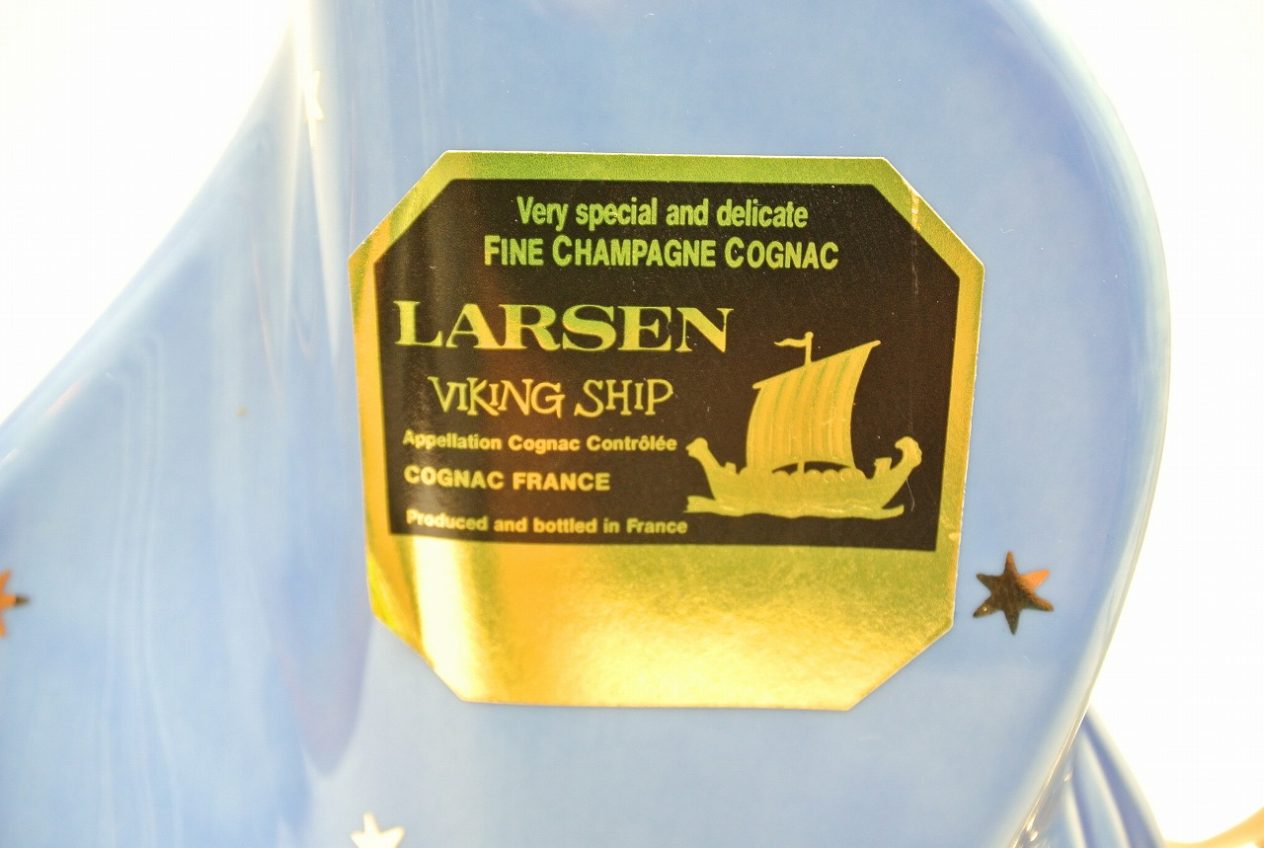 Very special and delicate
FINE CHAMPAGNE COGNAC
LARSEN
VIKING SHIP
Appellation Cognac Contrôlée
COGNAC FRANCE
Produced and bottled in France